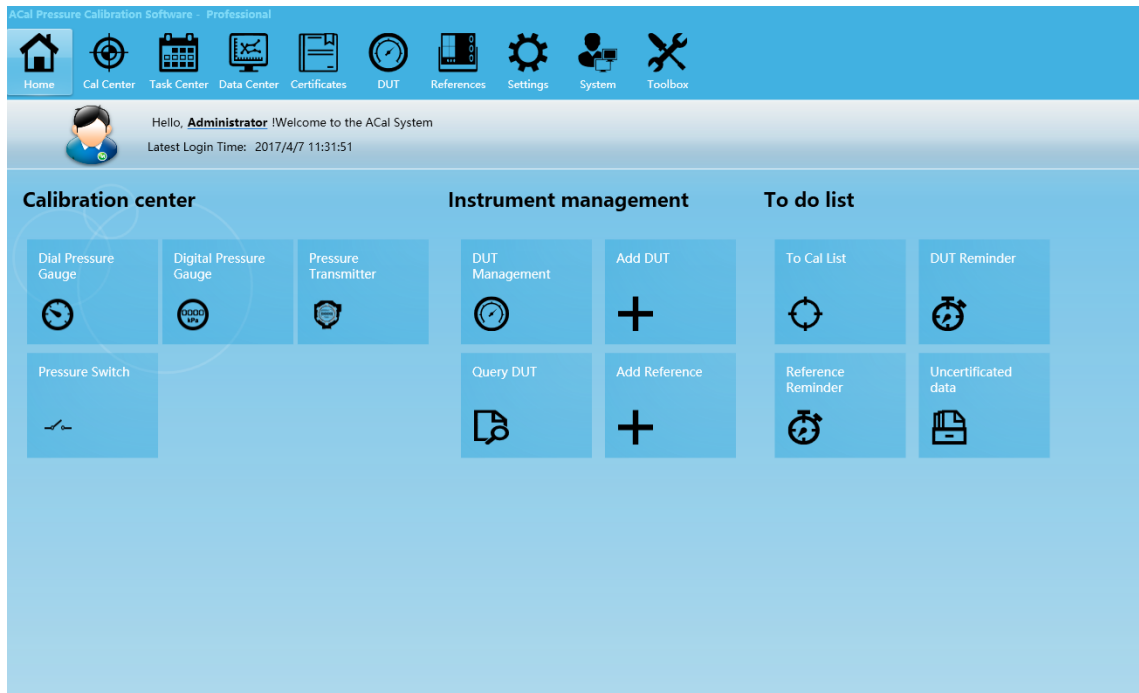 ACal Pressure Calibration Software - Professional
Home Cal Center Task Center Data Center Certificates DUT References Settings System Toolbox
Hello, Administrator !Welcome to the ACal System
Latest Login Time: 2017/4/7 11:31:51
Calibration center
Dial Pressure
Gauge
Digital Pressure
Gauge
0000
kPa
Pressure
Transmitter
Pressure Switch
Instrument management
DUT
Management
Add DUT
Query DUT
Add Reference
To do list
To Cal List
DUT Reminder
Reference
Reminder
Uncertificated
data